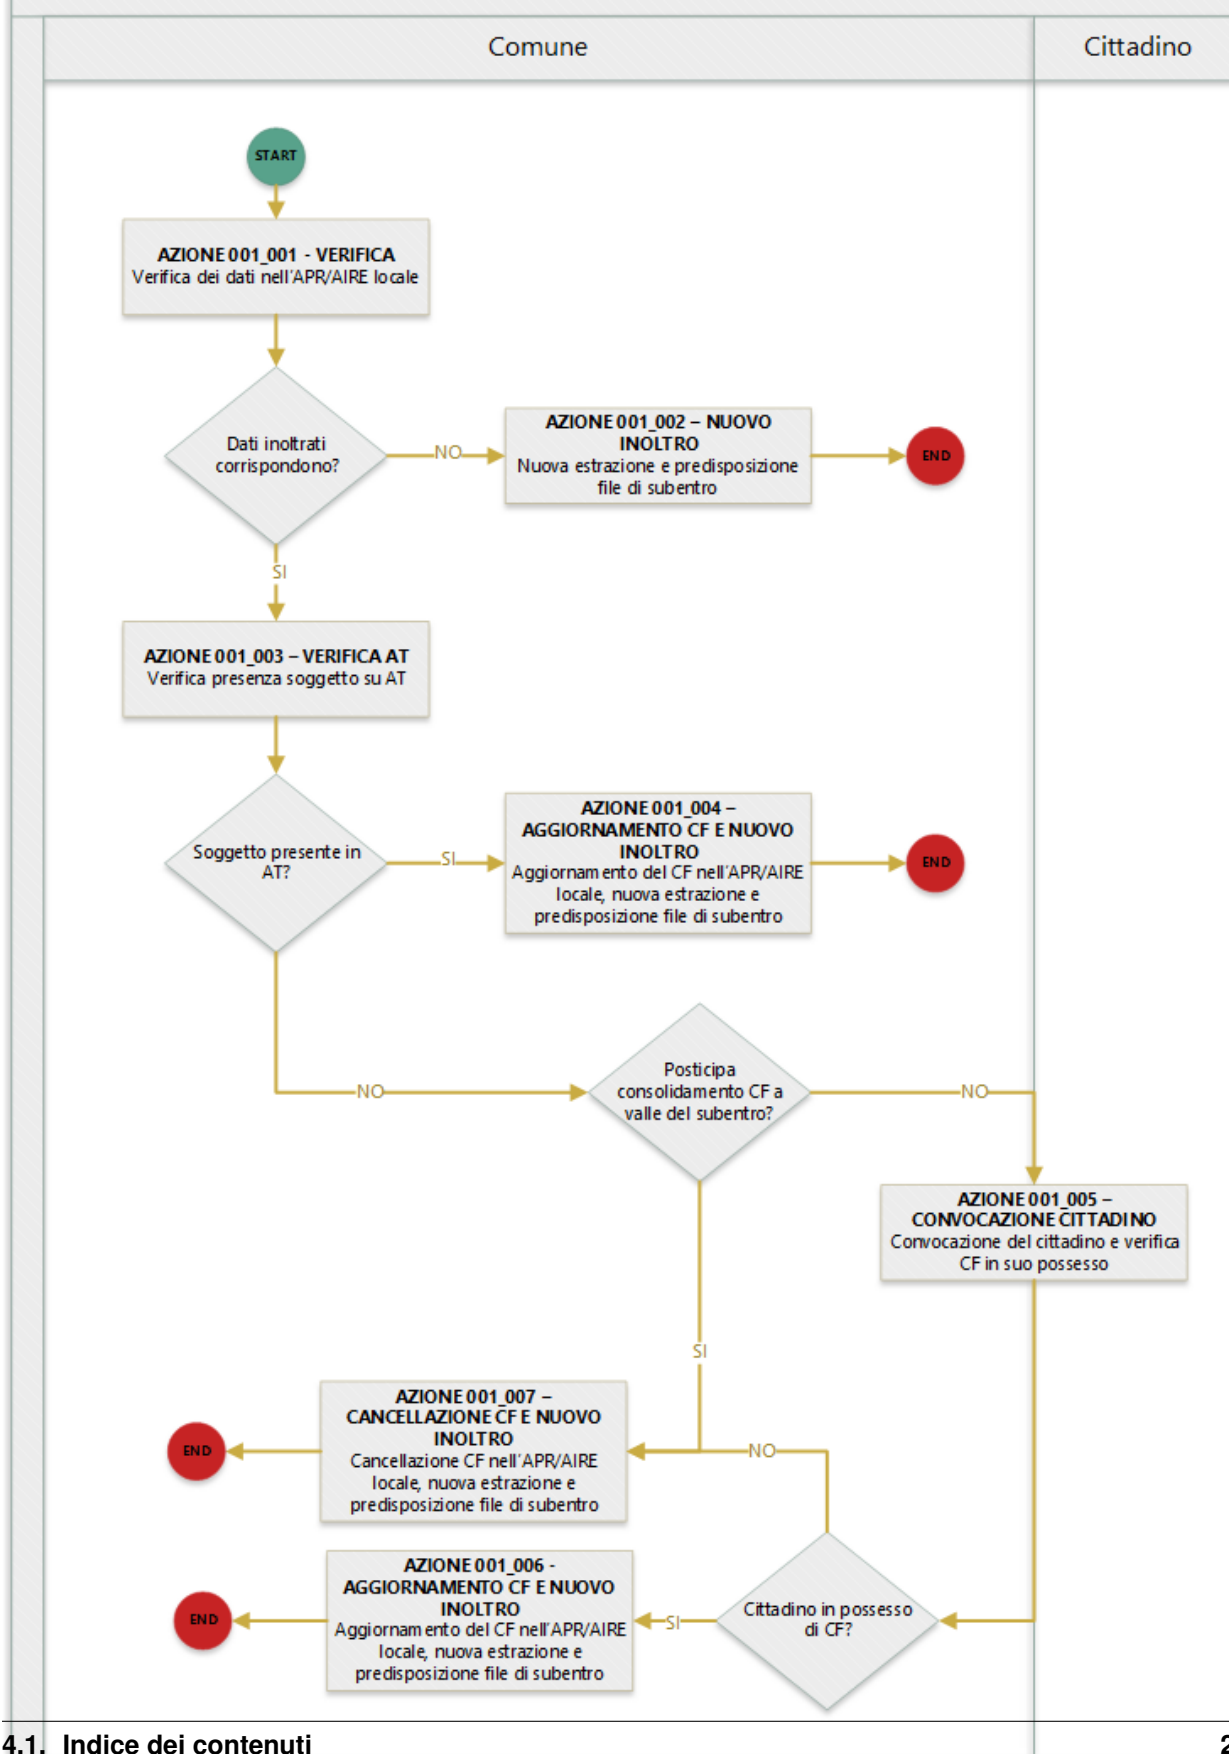 Comune
Cittadino
START
AZIONE 001_001 - VERIFICA
Verifica dei dati nell'APR/AIRE locale
Dati inoltrati
corrispondono?
NO
AZIONE 001_002 – NUOVO
INOLTRO
Nuova estrazione e predisposizione
file di subentro
END
SI
AZIONE 001_003 – VERIFICA AT
Verifica presenza soggetto su AT
Soggetto presente in
AT?
SI
AZIONE 001_004 –
AGGIORNAMENTO CF E NUOVO
INOLTRO
Aggiornamento del CF nell'APR/AIRE
locale, nuova estrazione e
predisposizione file di subentro
END
NO
Posticipa
consolidamento CF a
valle del subentro?
NO
AZIONE 001_005 –
CONVOCAZIONE CITTADINO
Convocazione del cittadino e verifica
CF in suo possesso
SI
AZIONE 001_007 –
CANCELLAZIONE CF E NUOVO
INOLTRO
Cancellazione CF nell'APR/AIRE
locale, nuova estrazione e
predisposizione file di subentro
END
NO
AZIONE 001_006 -
AGGIORNAMENTO CF E NUOVO
INOLTRO
Aggiornamento del CF nell'APR/AIRE
locale, nuova estrazione e
predisposizione file di subentro
END
SI
Cittadino in possesso
di CF?
4.1. Indice dei contenuti
2